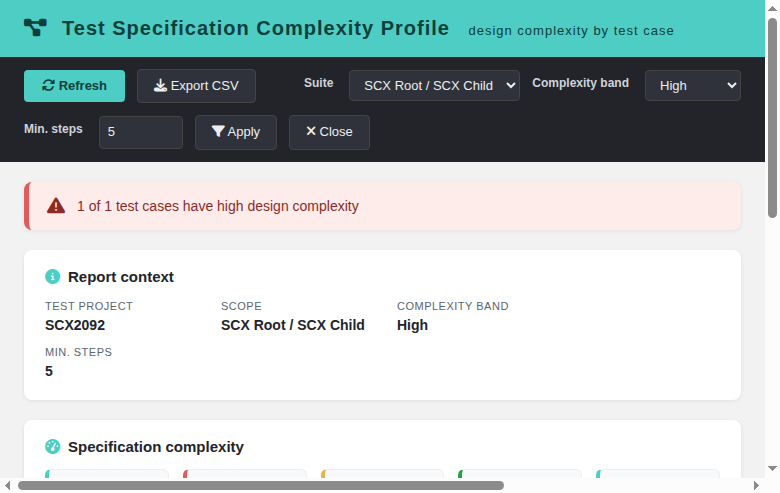 Test Specification Complexity Profile design complexity by test case
Refresh Export CSV Suite SCX Root / SCX Child Complexity band High
Min. steps 5 Apply Close
1 of 1 test cases have high design complexity
Report context
TEST PROJECT SCOPE COMPLEXITY BAND
SCX2092 SCX Root / SCX Child High
MIN. STEPS
5
Specification complexity